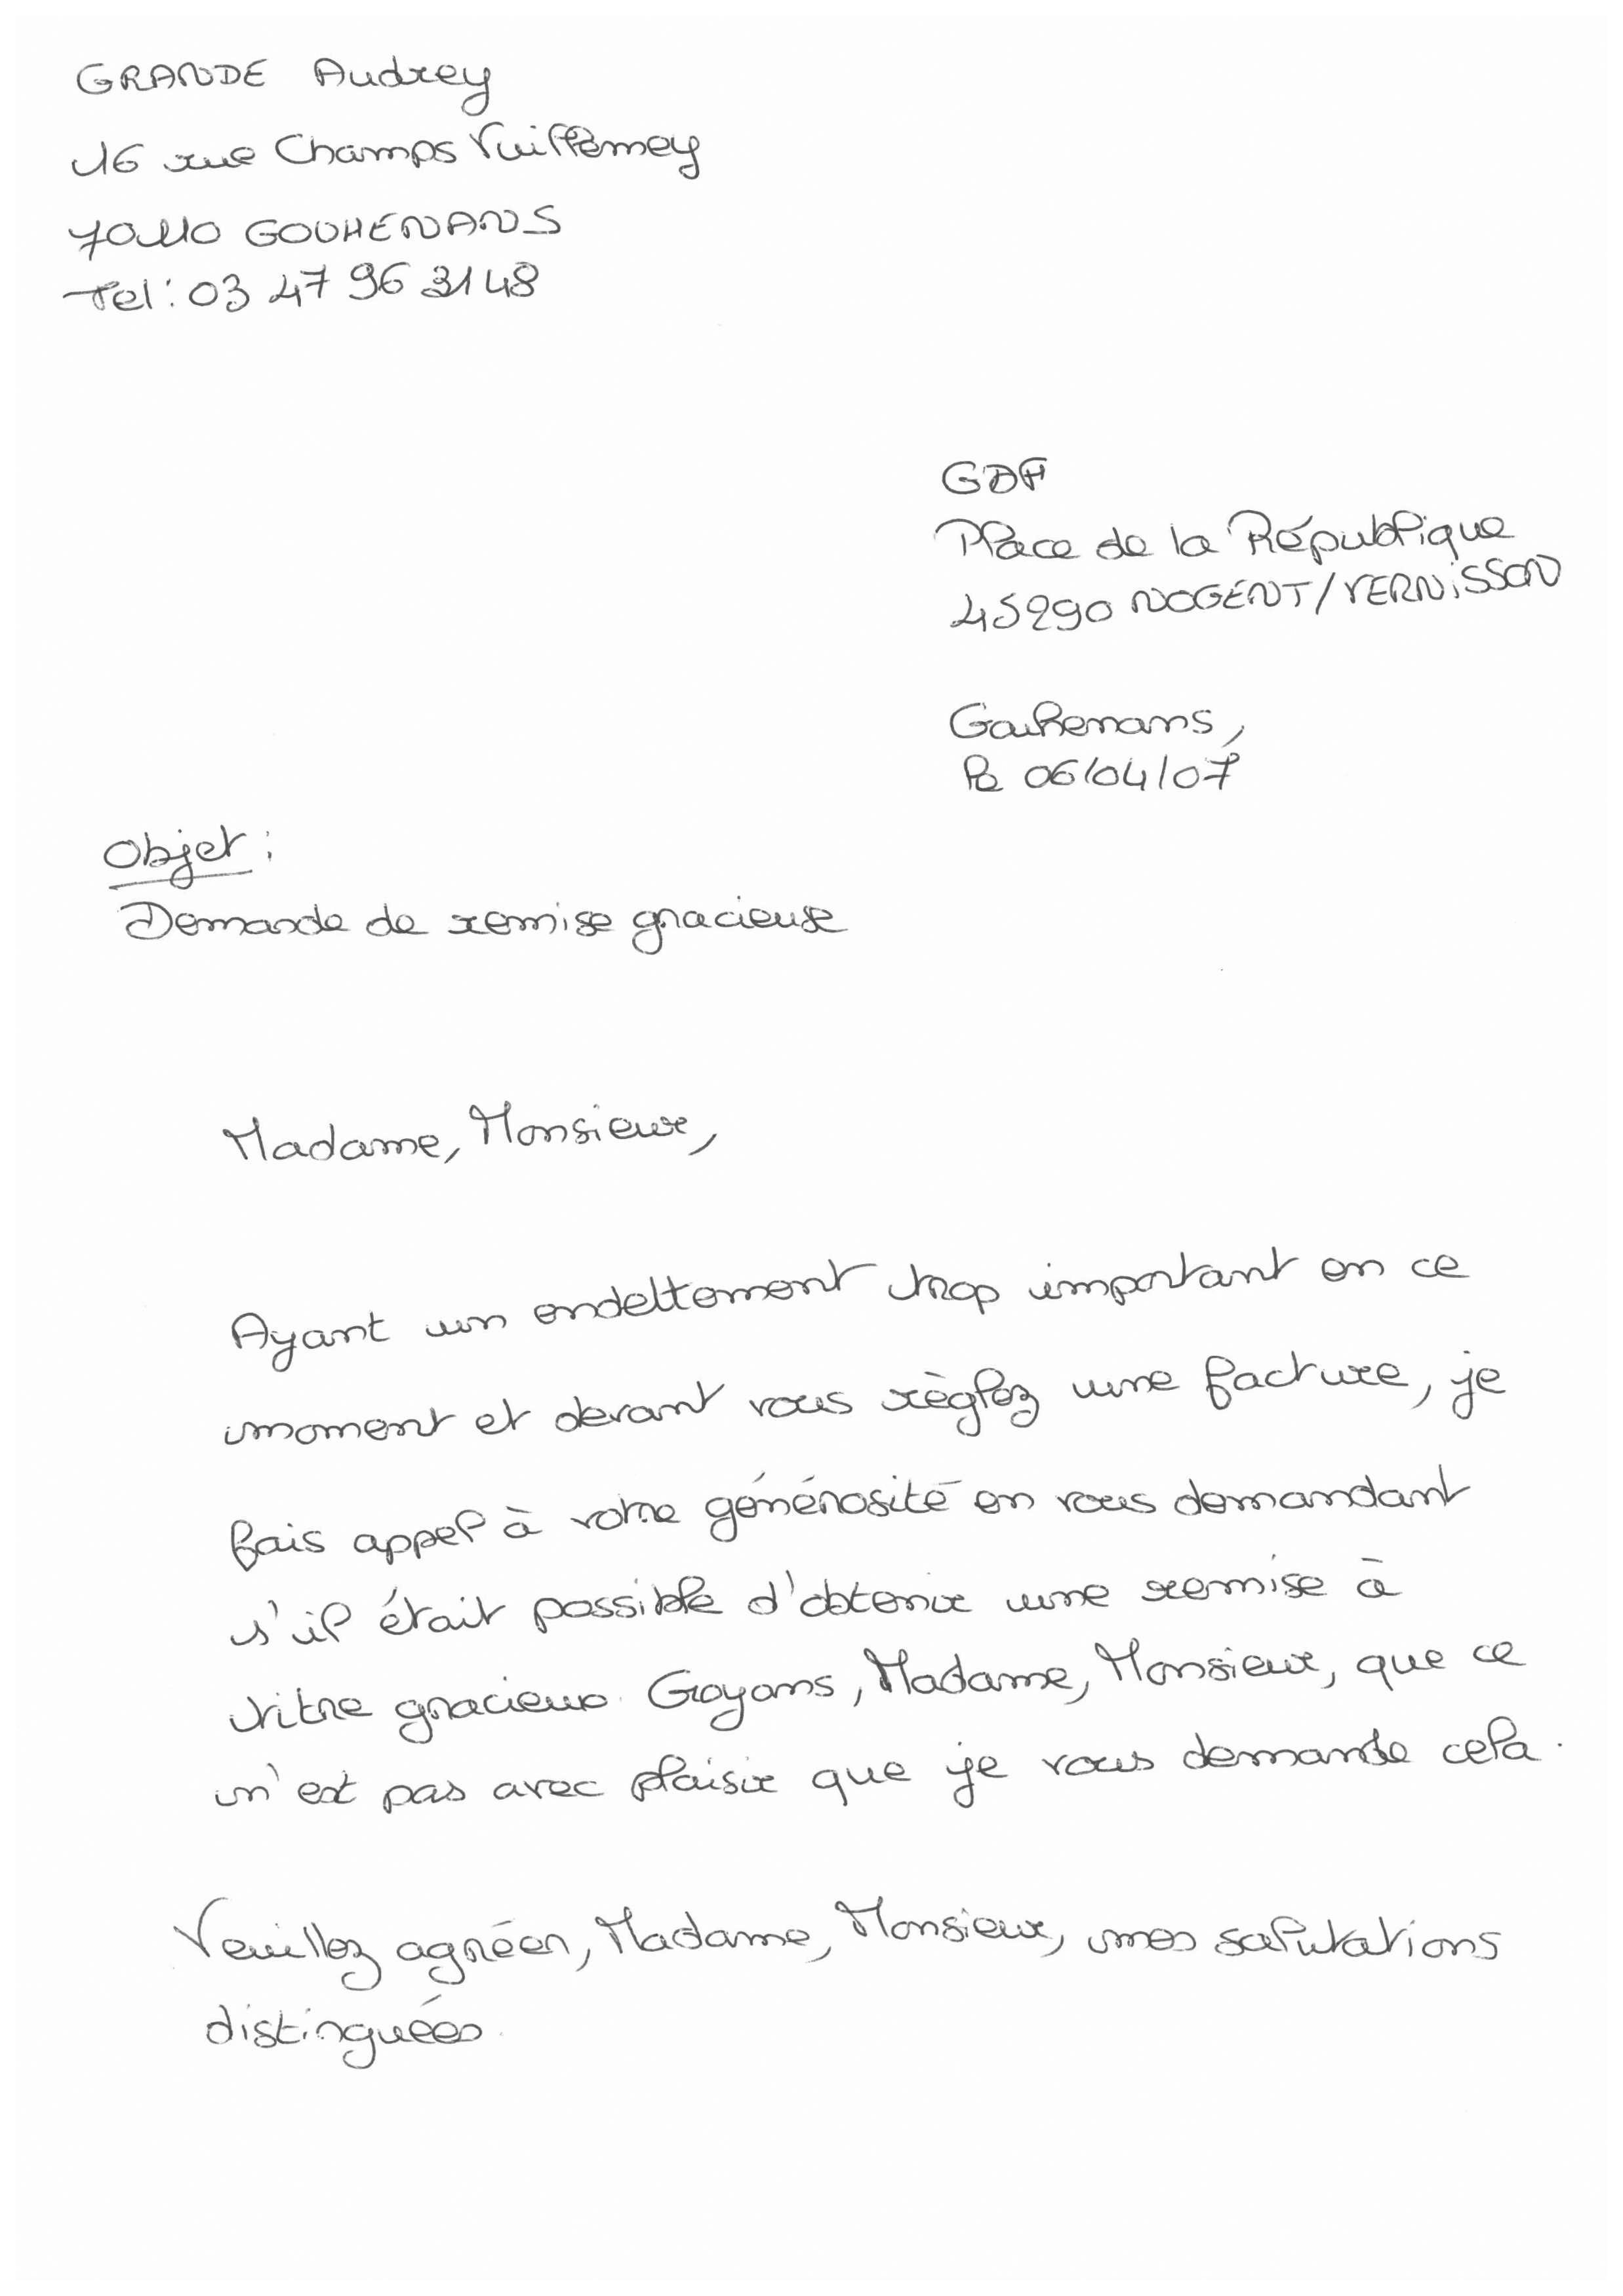 GRANDE Audrey
16 rue Champs Vuillemey
70110 GOUHENANS
Tel : 03 47 96 31 48
GDF
Place de la République
45290 NOGENT/VERNISSON
Gouhenans,
le 06/04/07
Objet :
Demande de remise gracieuse
Madame, Monsieur,
Ayant un endettement trop important en ce
moment et devant vous règlez une facture, je
fais appel à votre générosité en vous demandant
s'il était possible d'obtenir une remise à
titre gracieux. Croyans, Madame, Monsieur, que ce
n'est pas avec plaisir que je vous demande cela.
Veuillez agréer, Madame, Monsieur, mes salutations
distinguées.